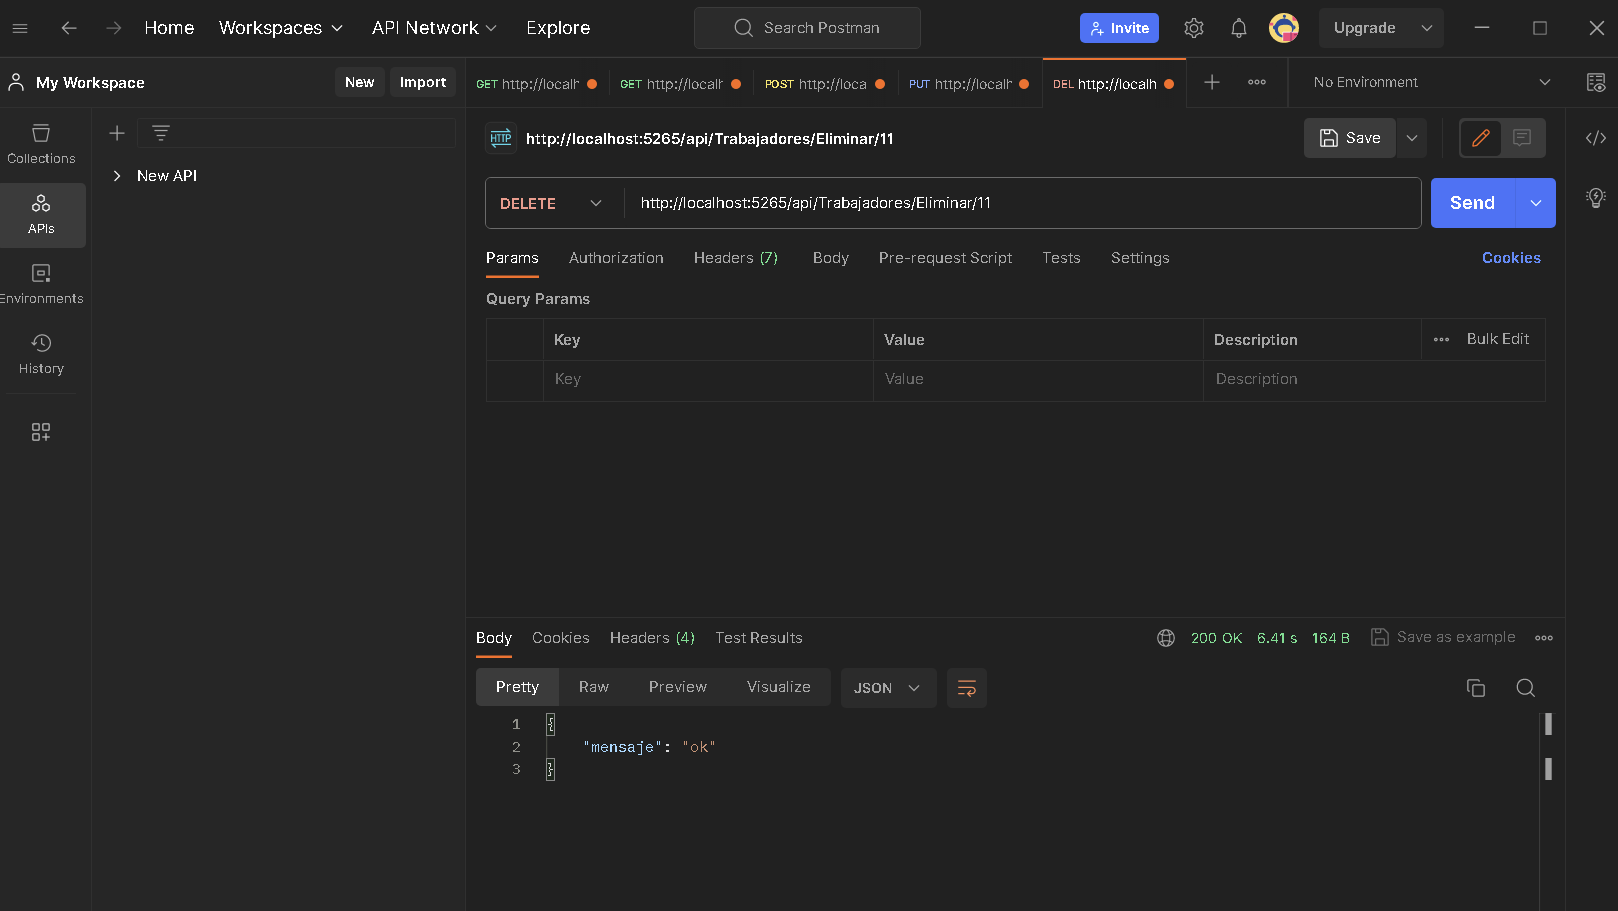 Home Workspaces API Network Explore Search Postman Invite Upgrade
My Workspace New Import GET http://localh GET http://localh POST http://loca PUT http://localh DEL http://localh No Environment
HTTP http://localhost:5265/api/Trabajadores/Eliminar/11 Save
Collections
New API
APIs
Environments
History
DELETE http://localhost:5265/api/Trabajadores/Eliminar/11 Send
Params Authorization Headers (7) Body Pre-request Script Tests Settings Cookies
Query Params
Key Value Description Bulk Edit
Key Value Description
Body Cookies Headers (4) Test Results 200 OK 6.41 s 164 B Save as example
Pretty Raw Preview Visualize JSON
1 {
2 "mensaje": "ok"
3 }